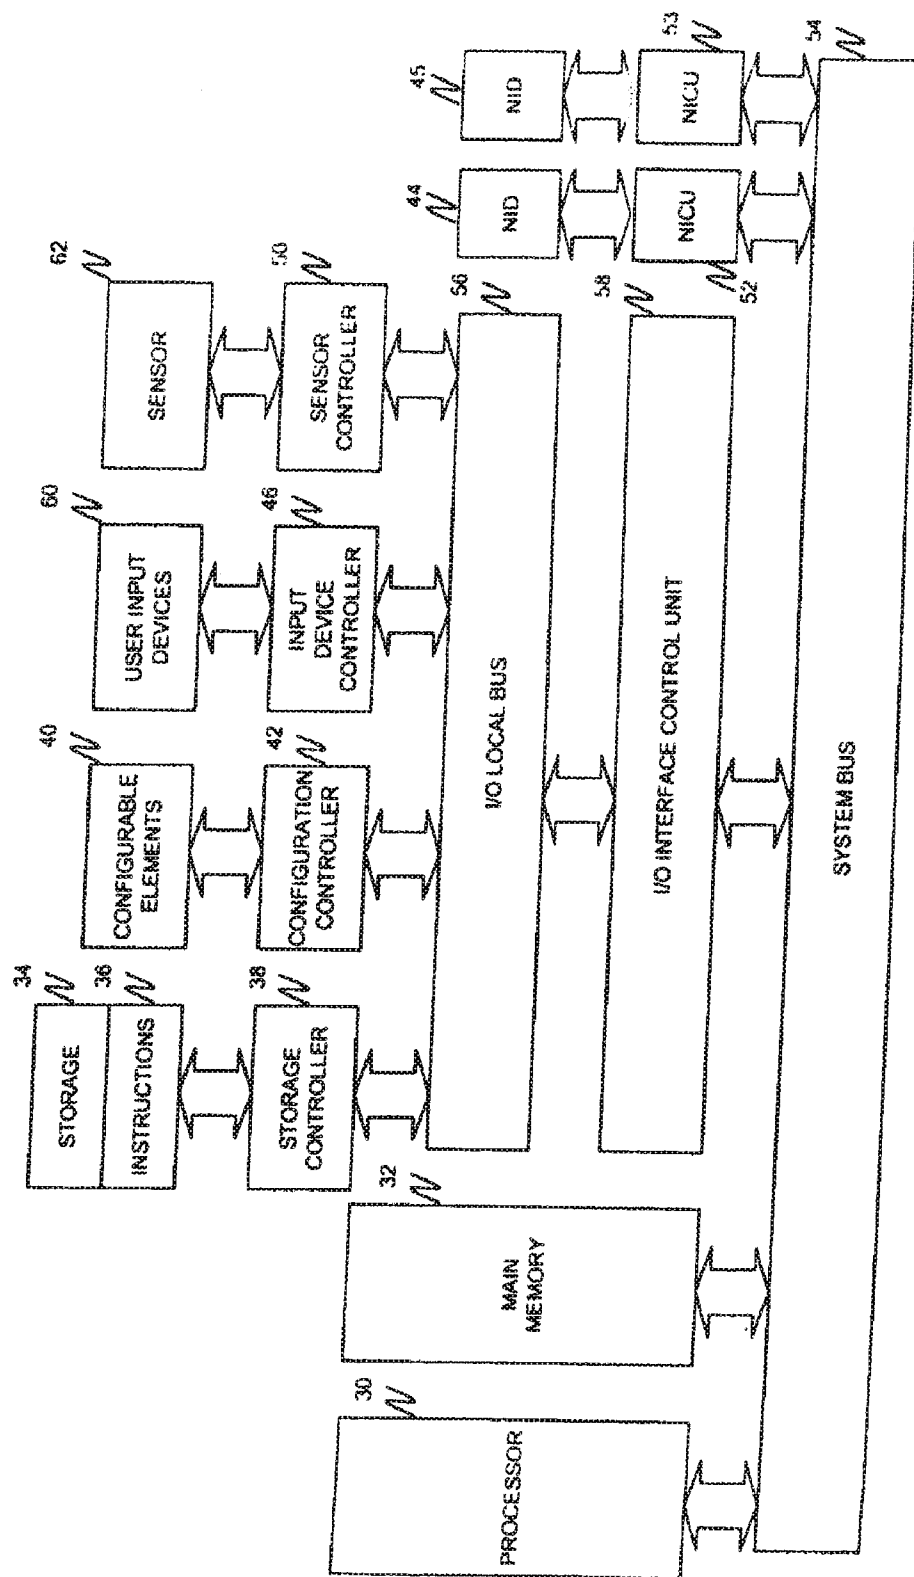 34
STORAGE
36
INSTRUCTIONS
38
STORAGE
CONTROLLER
40
CONFIGURABLE
ELEMENTS
42
CONFIGURATION
CONTROLLER
60
USER INPUT
DEVICES
46
INPUT
DEVICE
CONTROLLER
62
SENSOR
50
SENSOR
CONTROLLER
44
NID
45
NID
56
I/O LOCAL BUS
30
PROCESSOR
32
MAIN
MEMORY
58
I/O INTERFACE CONTROL UNIT
NICU
52
53
NICU
54
SYSTEM BUS